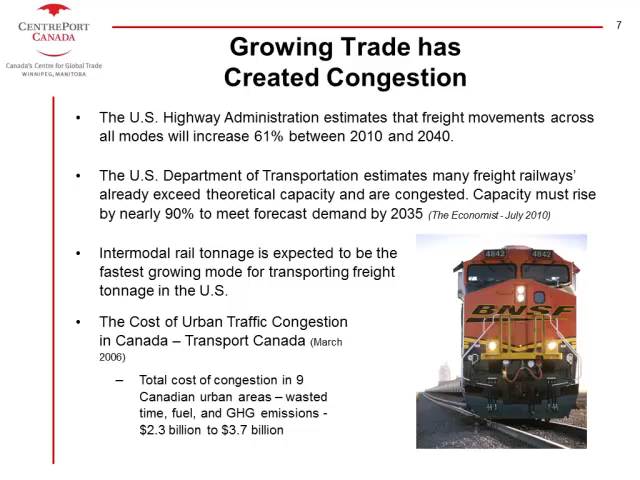 CENTREPORT
CANADA
Canada's Centre for Global Trade
WINNIPEG, MANITOBA
7
Growing Trade has
Created Congestion
• The U.S. Highway Administration estimates that freight movements across
all modes will increase 61% between 2010 and 2040.
• The U.S. Department of Transportation estimates many freight railways'
already exceed theoretical capacity and are congested. Capacity must rise
by nearly 90% to meet forecast demand by 2035 (The Economist - July 2010)
• Intermodal rail tonnage is expected to be the
fastest growing mode for transporting freight
tonnage in the U.S.
• The Cost of Urban Traffic Congestion
in Canada – Transport Canada (March
2006)
– Total cost of congestion in 9
Canadian urban areas – wasted
time, fuel, and GHG emissions -
$2.3 billion to $3.7 billion
4842 4842
BNSF